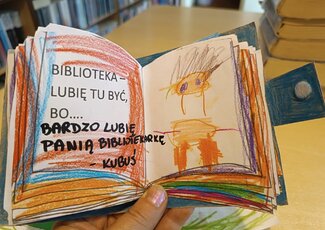 BIBLIOTEKA –
LUBIĘ TU BYĆ,
BO....
BARDZO LUBIĘ
PANIĄ BIBLIOTEKARKĘ
- KUBUŚ